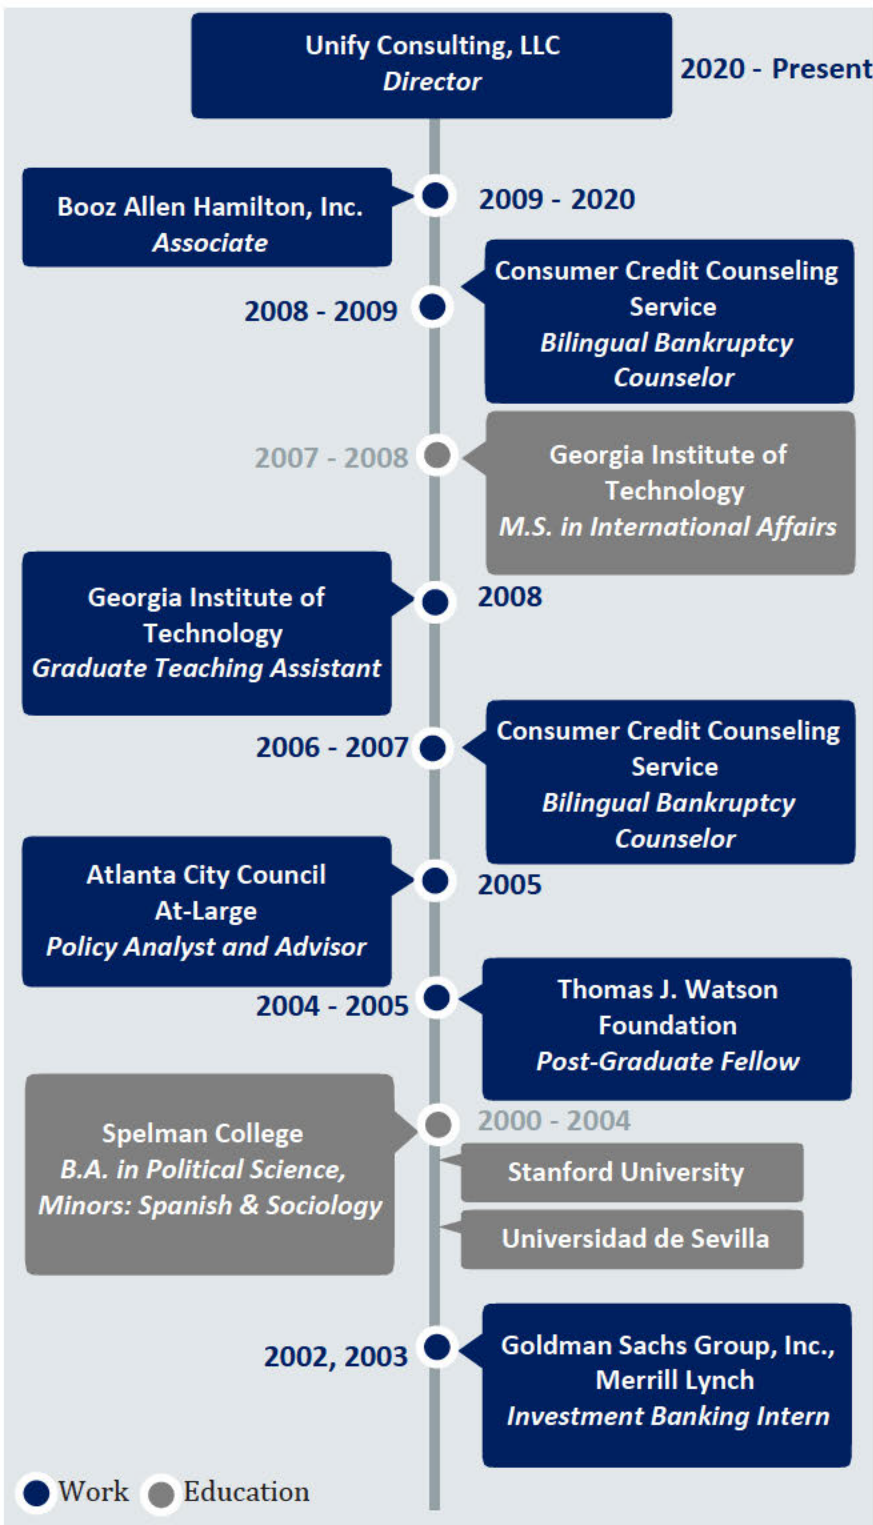 Unify Consulting, LLC
Director
2020 - Present
Booz Allen Hamilton, Inc.
Associate
2009 - 2020
2008 - 2009
Consumer Credit Counseling
Service
Bilingual Bankruptcy
Counselor
2007 - 2008
Georgia Institute of
Technology
M.S. in International Affairs
Georgia Institute of
Technology
Graduate Teaching Assistant
2008
2006 - 2007
Consumer Credit Counseling
Service
Bilingual Bankruptcy
Counselor
Atlanta City Council
At-Large
Policy Analyst and Advisor
2005
2004 - 2005
Thomas J. Watson
Foundation
Post-Graduate Fellow
Spelman College
B.A. in Political Science,
Minors: Spanish & Sociology
2000 - 2004
Stanford University
Universidad de Sevilla
2002, 2003
Goldman Sachs Group, Inc.,
Merrill Lynch
Investment Banking Intern
Work
Education